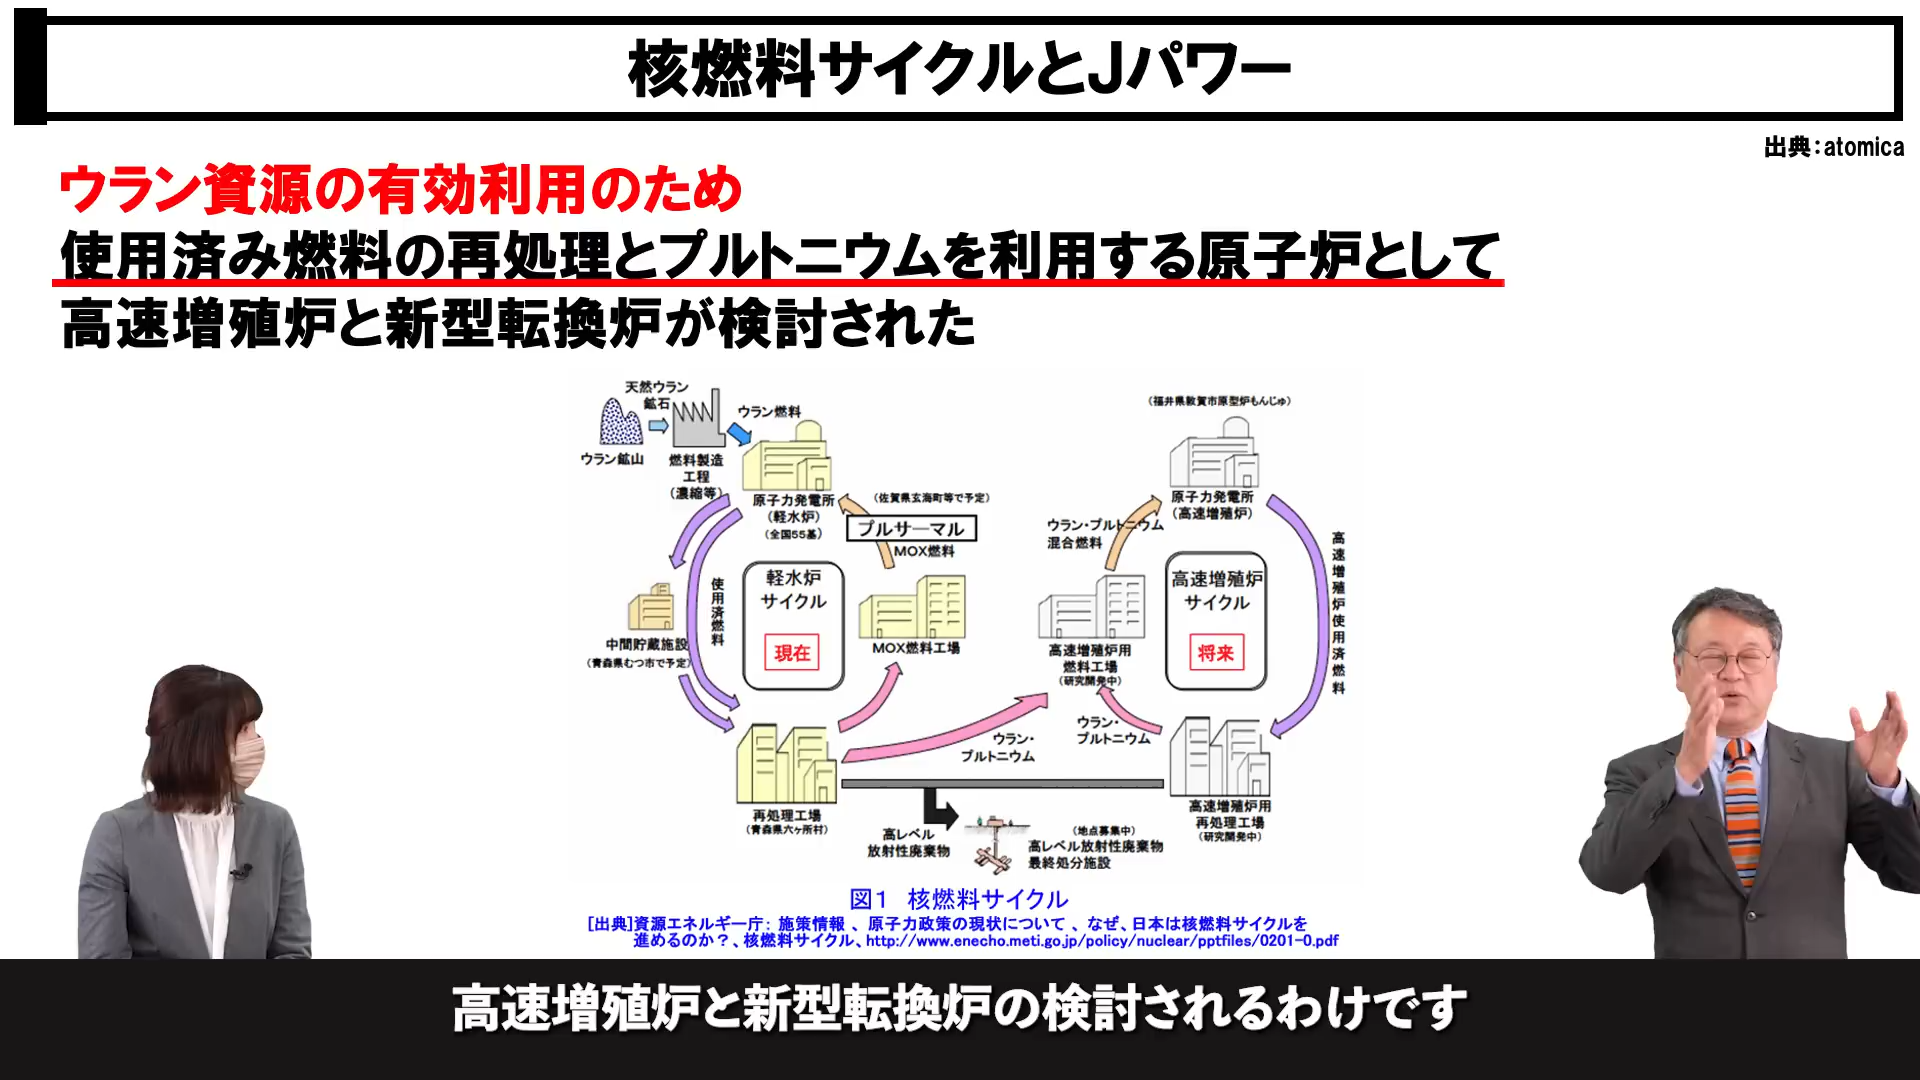 核燃料サイクルとJパワー
出典：atomica
ウラン資源の有効利用のため
使用済み燃料の再処理とプルトニウムを利用する原子炉として
高速増殖炉と新型転換炉が検討された
天然ウラン
鉱石
ウラン燃料
ウラン鉱山
燃料製造
工程
（濃縮等）
原子力発電所
（軽水炉）
（全国55基）
（佐賀県玄海町等で予定）
プルサーマル
MOX燃料
使用済燃料
軽水炉
サイクル
現在
中間貯蔵施設
（青森県むつ市で予定）
MOX燃料工場
再処理工場
（青森県六ヶ所村）
（福井県敦賀市原型炉もんじゅ）
原子力発電所
（高速増殖炉）
ウラン・プルトニウム
混合燃料
高速増殖炉
サイクル
将来
高速増殖炉使用済燃料
高速増殖炉用
燃料工場
（研究開発中）
ウラン・
プルトニウム
ウラン・
プルトニウム
高速増殖炉用
再処理工場
（研究開発中）
高レベル
放射性廃棄物
（地点募集中）
高レベル放射性廃棄物
最終処分施設
図1 核燃料サイクル
[出典]資源エネルギー庁： 施策情報 、 原子力政策の現状について 、 なぜ、日本は核燃料サイクルを
進めるのか？、核燃料サイクル、http://www.enecho.meti.go.jp/policy/nuclear/pptfiles/0201-0.pdf
高速増殖炉と新型転換炉の検討されるわけです